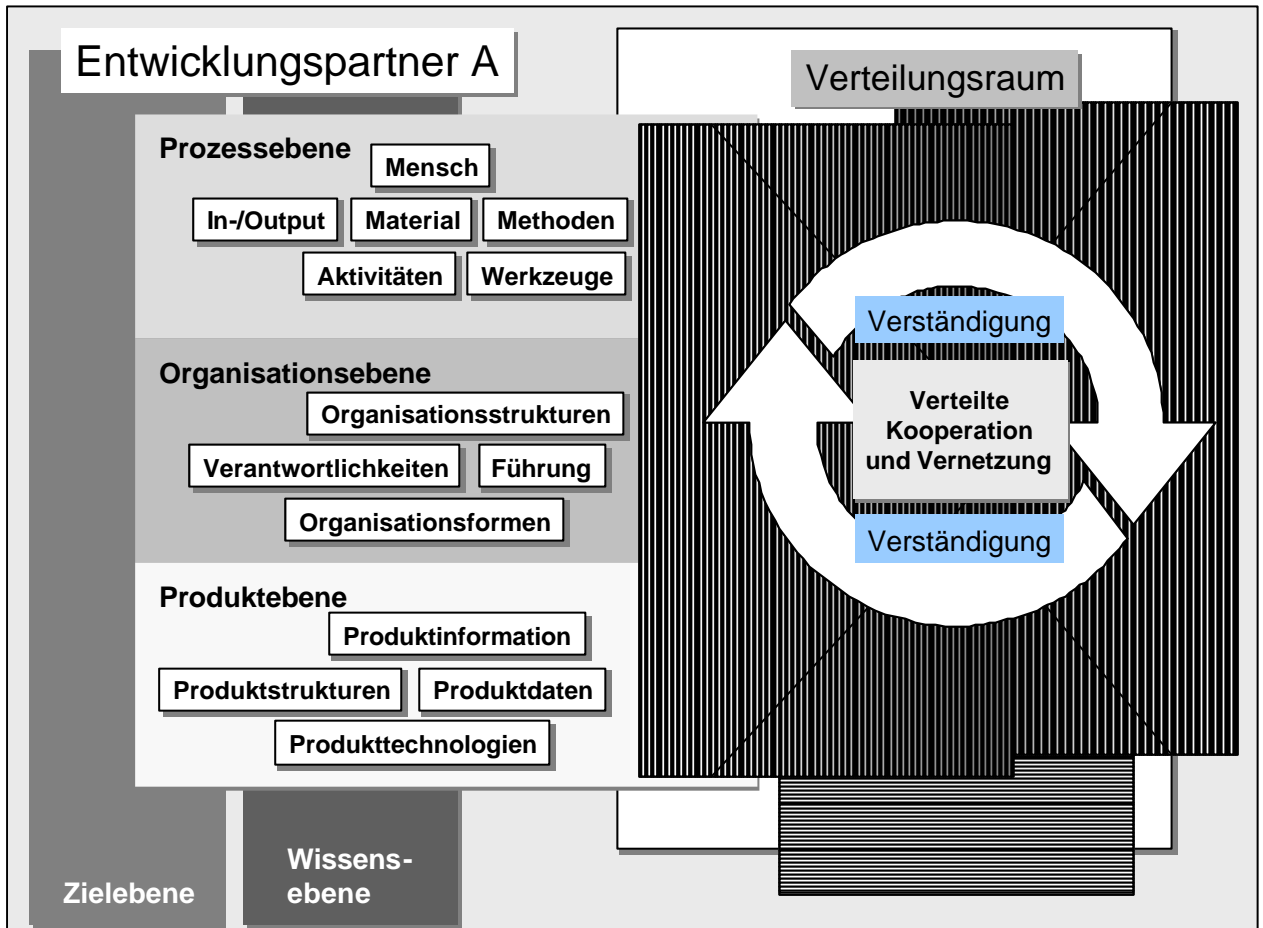 Entwicklungspartner A
Verteilungsraum
Prozessebene
Mensch
In-/Output
Material
Methoden
Aktivitäten
Werkzeuge
Organisationsebene
Organisationsstrukturen
Verantwortlichkeiten
Führung
Organisationsformen
Produktebene
Produktinformation
Produktstrukturen
Produktdaten
Produkttechnologien
Zielebene
Wissens-
ebene
Verständigung
Verteilte
Kooperation
und Vernetzung
Verständigung